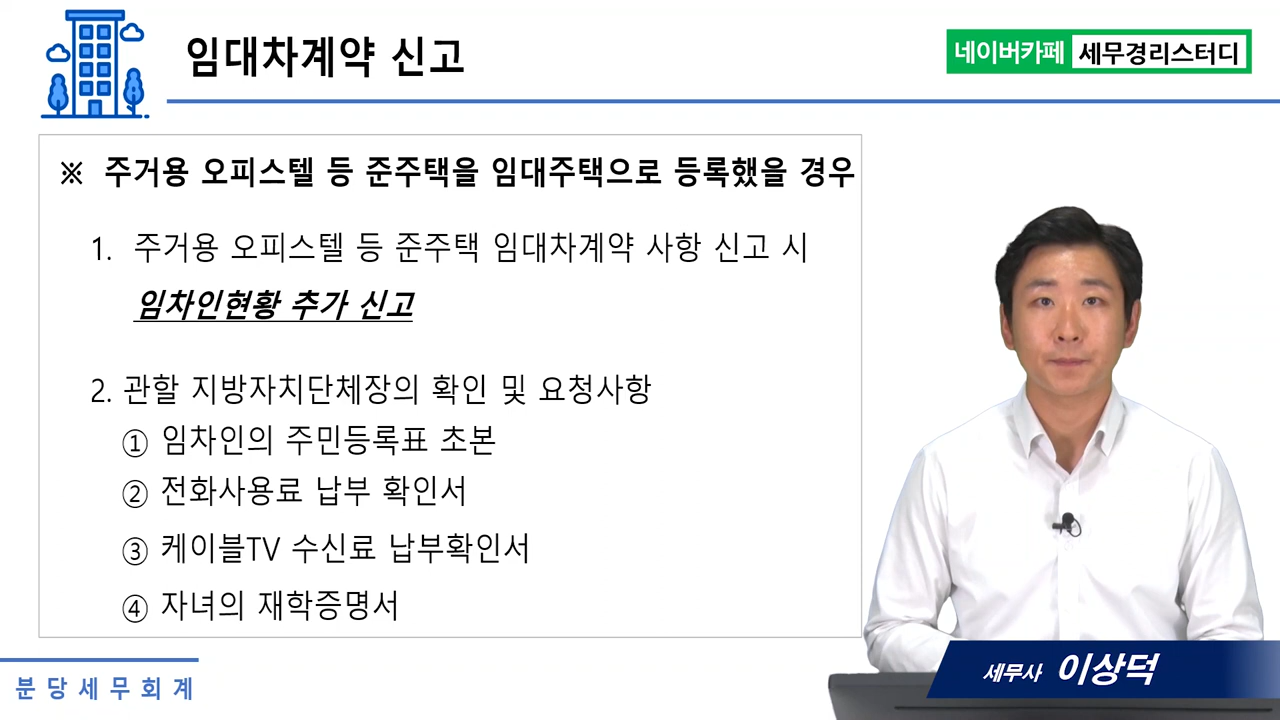 임대차계약 신고
네이버카페 세무경리스터디
※ 주거용 오피스텔 등 준주택을 임대주택으로 등록했을 경우
1. 주거용 오피스텔 등 준주택 임대차계약 사항 신고 시
임차인현황 추가 신고
2. 관할 지방자치단체장의 확인 및 요청사항
① 임차인의 주민등록표 초본
② 전화사용료 납부 확인서
③ 케이블TV 수신료 납부확인서
④ 자녀의 재학증명서
분당세무회계
세무사 이상덕